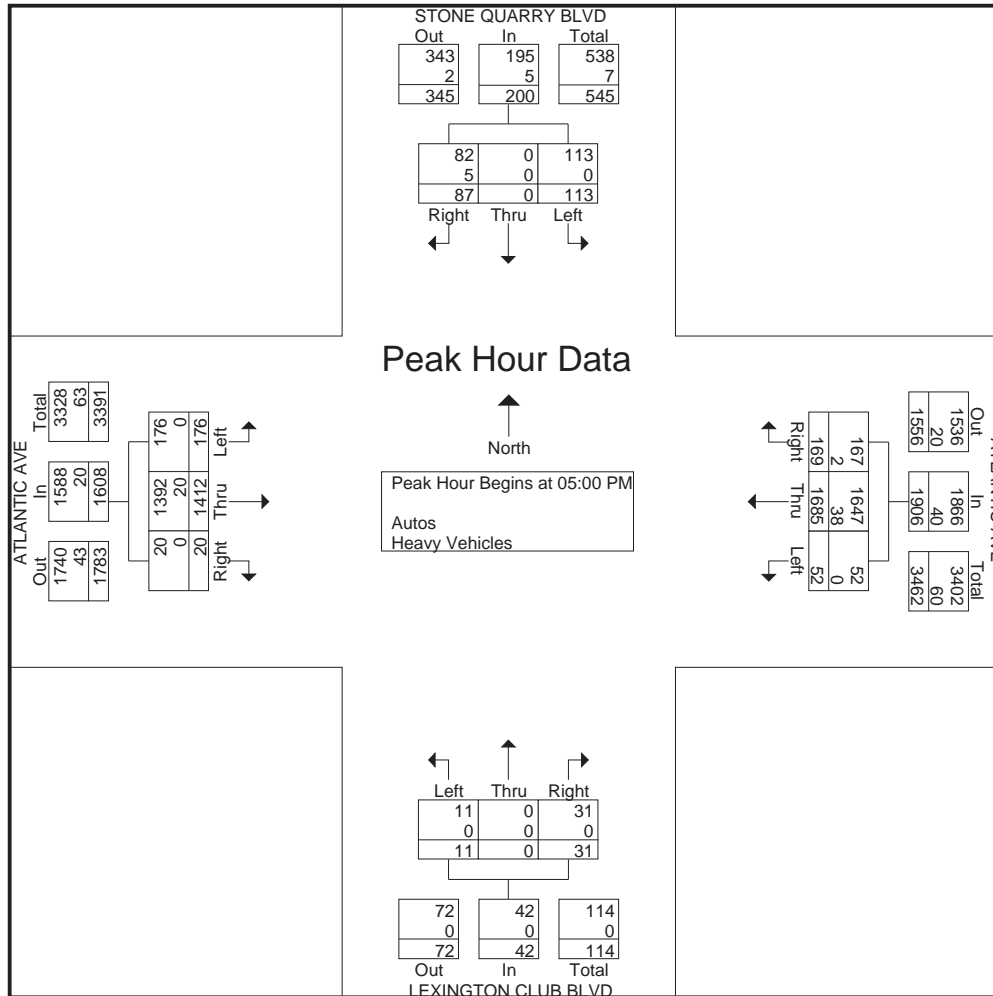 STONE QUARRY BLVD
Out In Total
343 195 538
2 5 7
345 200 545
82 0 113
5 0 0
87 0 113
Right Thru Left
Peak Hour Data
North
Peak Hour Begins at 05:00 PM
Autos
Heavy Vehicles
ATLANTIC AVE
Total In Out
3328 1588 1740
63 20 43
3391 1608 1783
176 1392 20
0 20 0
176 1412 20
Left Thru Right
Right Thru Left
169 1685 52
2 38 0
167 1647 52
1556 1906 3462
20 40 60
1536 1866 3402
Out In Total
Left Thru Right
11 0 31
0 0 0
11 0 31
72 42 114
0 0 0
72 42 114
Out In Total
LEXINGTON CLUB BLVD